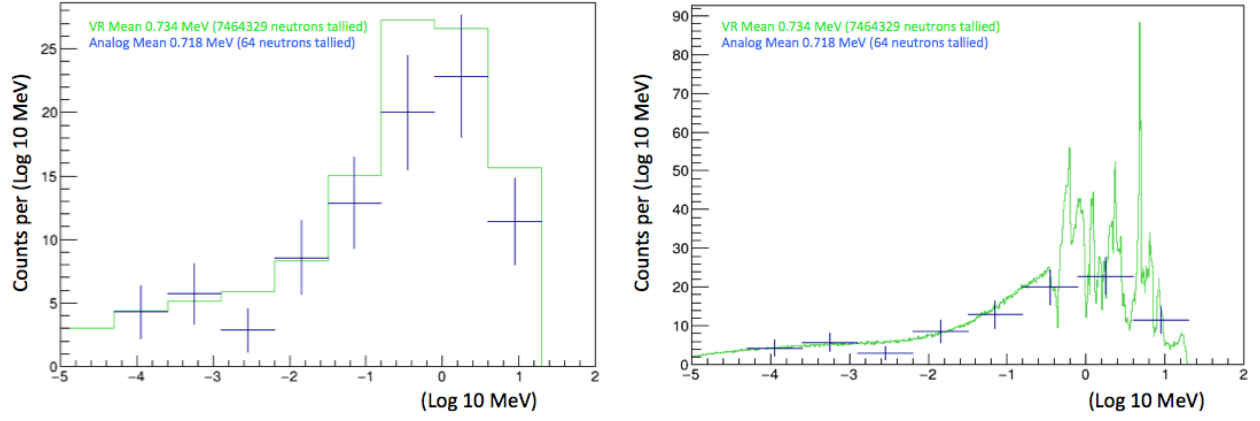 VR Mean 0.734 MeV (7464329 neutrons tallied)
Analog Mean 0.718 MeV (64 neutrons tallied)
Counts per (Log 10 MeV)
25
20
15
10
5
0
−5 −4 −3 −2 −1 0 1 2
(Log 10 MeV)
VR Mean 0.734 MeV (7464329 neutrons tallied)
Analog Mean 0.718 MeV (64 neutrons tallied)
Counts per (Log 10 MeV)
90
80
70
60
50
40
30
20
10
0
−5 −4 −3 −2 −1 0 1 2
(Log 10 MeV)